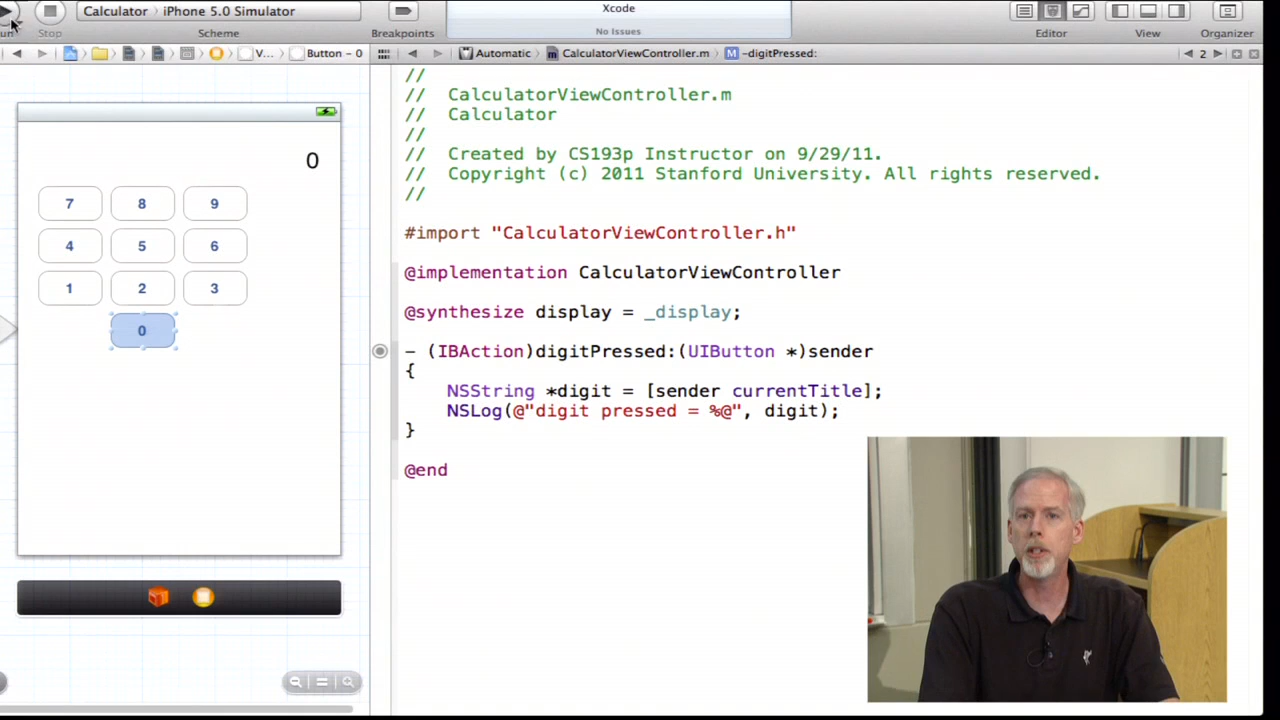 Calculator iPhone 5.0 Simulator
Xcode
No Issues
Stop
Scheme
Breakpoints
Editor
View
Organizer
V...
Button - 0
Automatic
CalculatorViewController.m
M
-digitPressed:
2
0
7 8 9
4 5 6
1 2 3
0
//
// CalculatorViewController.m
// Calculator
//
// Created by CS193p Instructor on 9/29/11.
// Copyright (c) 2011 Stanford University. All rights reserved.
//
#import "CalculatorViewController.h"
@implementation CalculatorViewController
@synthesize display = _display;
- (IBAction)digitPressed:(UIButton *)sender
{
NSString *digit = [sender currentTitle];
NSLog(@"digit pressed = %@", digit);
}
@end